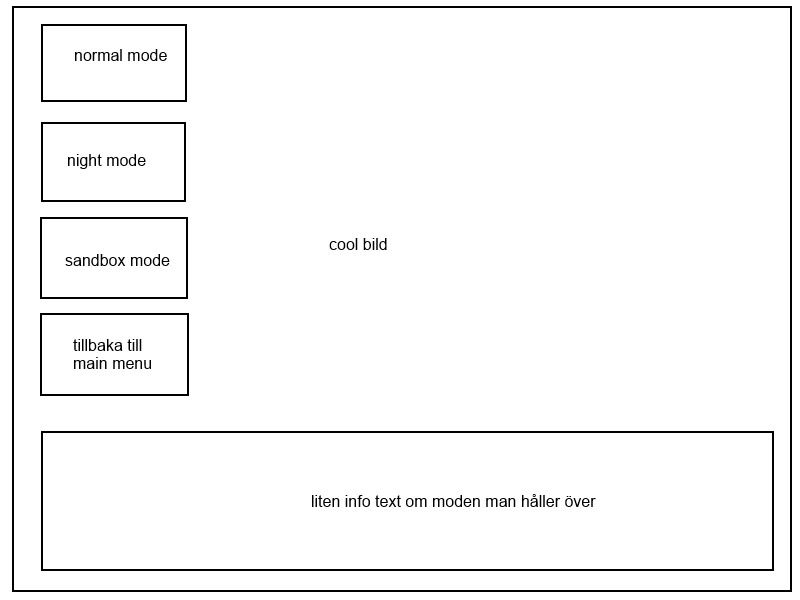 normal mode
night mode
sandbox mode
cool bild
tillbaka till
main menu
liten info text om moden man håller över